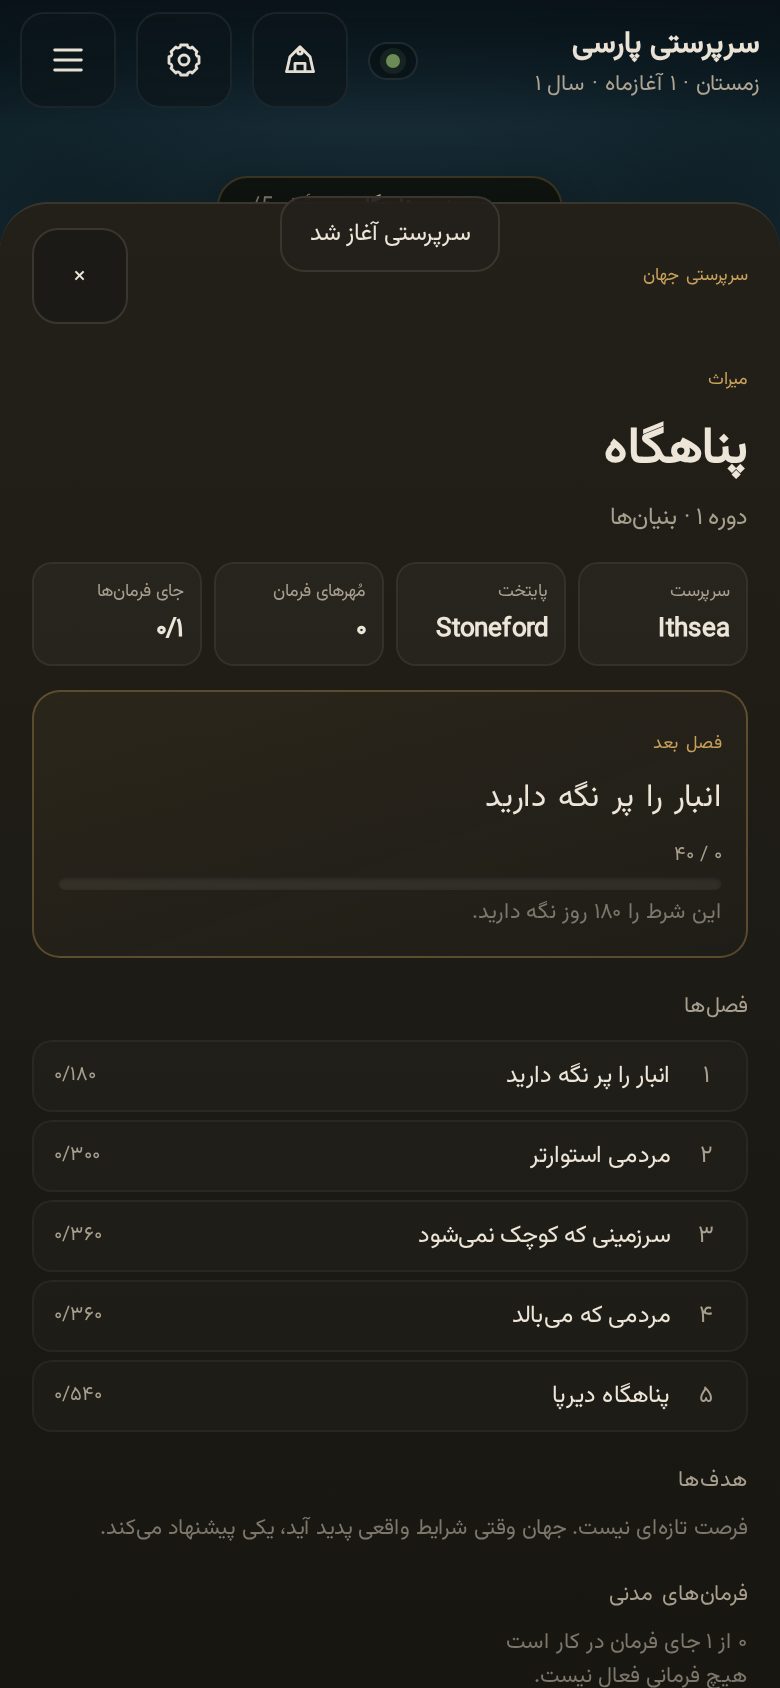 سرپرستی پارسی
زمستان · ۱ آغازماه · سال ۱
سرپرستی آغاز شد
سرپرستی جهان
×
میراث
پناهگاه
دوره ۱ · بنیان‌ها
سرپرست
Ithsea
پایتخت
Stoneford
مُهرهای فرمان
۰
جای فرمان‌ها
۰/۱
فصل بعد
انبار را پر نگه دارید
۰ / ۴۰
این شرط را ۱۸۰ روز نگه دارید.
فصل‌ها
۱ انبار را پر نگه دارید ۰/۱۸۰
۲ مردمی استوارتر ۰/۳۰۰
۳ سرزمینی که کوچک نمی‌شود ۰/۳۶۰
۴ مردمی که می‌بالد ۰/۳۶۰
۵ پناهگاه دیرپا ۰/۵۴۰
هدف‌ها
فرصت تازه‌ای نیست. جهان وقتی شرایط واقعی پدید آید، یکی پیشنهاد می‌کند.
فرمان‌های مدنی
۰ از ۱ جای فرمان در کار است
هیچ فرمانی فعال نیست.